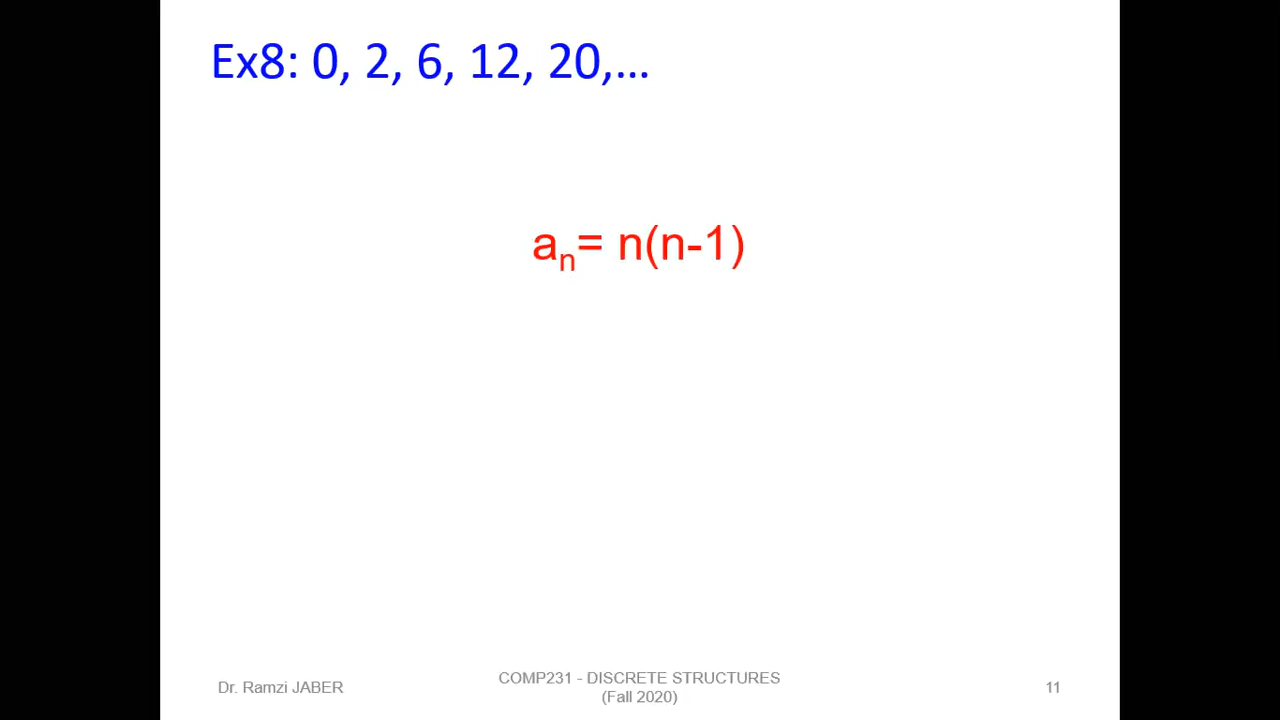 Ex8: 0, 2, 6, 12, 20,…
aₙ= n(n-1)
Dr. Ramzi JABER
COMP231 - DISCRETE STRUCTURES
(Fall 2020)
11